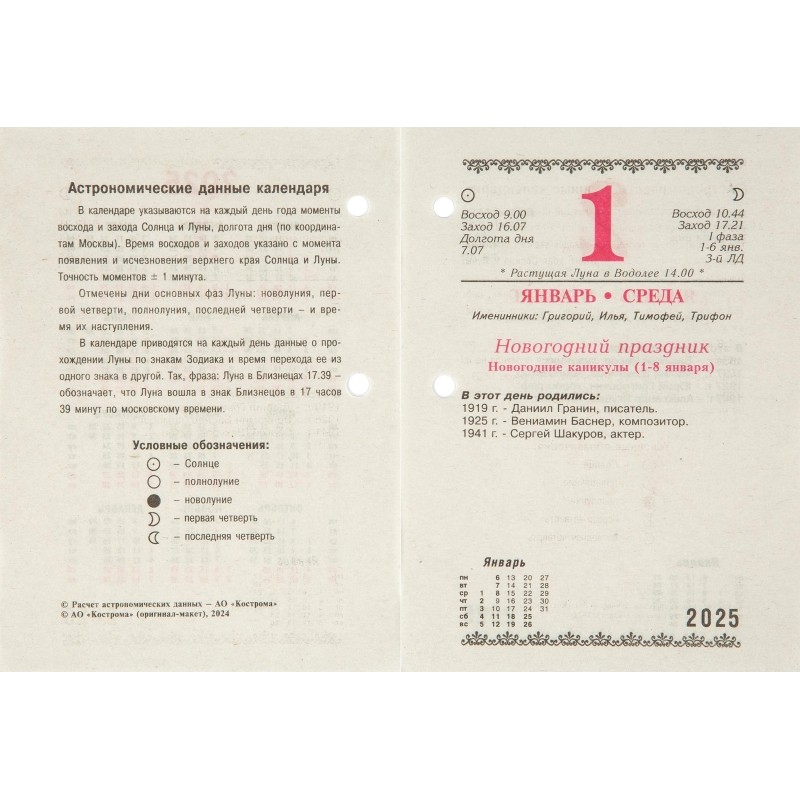 Астрономические данные календаря
В календаре указываются на каждый день года моменты
восхода и захода Солнца и Луны, долгота дня (по координа-
там Москвы). Время восходов и заходов указано с момента
появления и исчезновения верхнего края Солнца и Луны.
Точность моментов ± 1 минута.
Отмечены дни основных фаз Луны: новолуния, пер-
вой четверти, полнолуния, последней четверти – и вре-
мя их наступления.
В календаре приводятся на каждый день данные о про-
хождении Луны по знакам Зодиака и время перехода ее из
одного знака в другой. Так, фраза: Луна в Близнецах 17.39 –
обозначает, что Луна вошла в знак Близнецов в 17 часов
39 минут по московскому времени.
Условные обозначения:
– Солнце
– полнолуние
– новолуние
– первая четверть
– последняя четверть
© Расчет астрономических данных – АО «Кострома»
© АО «Кострома» (оригинал-макет), 2024
Восход 9.00
Заход 16.07
Долгота дня
7.07
1
Восход 10.44
Заход 17.21
I фаза
1-6 янв.
3-й ЛД
* Растущая Луна в Водолее 14.00 *
ЯНВАРЬ • СРЕДА
Именинники: Григорий, Илья, Тимофей, Трифон
Новогодний праздник
Новогодние каникулы (1-8 января)
В этот день родились:
1919 г. - Даниил Гранин, писатель.
1925 г. - Вениамин Баснер, композитор.
1941 г. - Сергей Шакуров, актер.
Январь
пн 6 13 20 27
вт 7 14 21 28
ср 1 8 15 22 29
чт 2 9 16 23 30
пт 3 10 17 24 31
сб 4 11 18 25
вс 5 12 19 26
2025